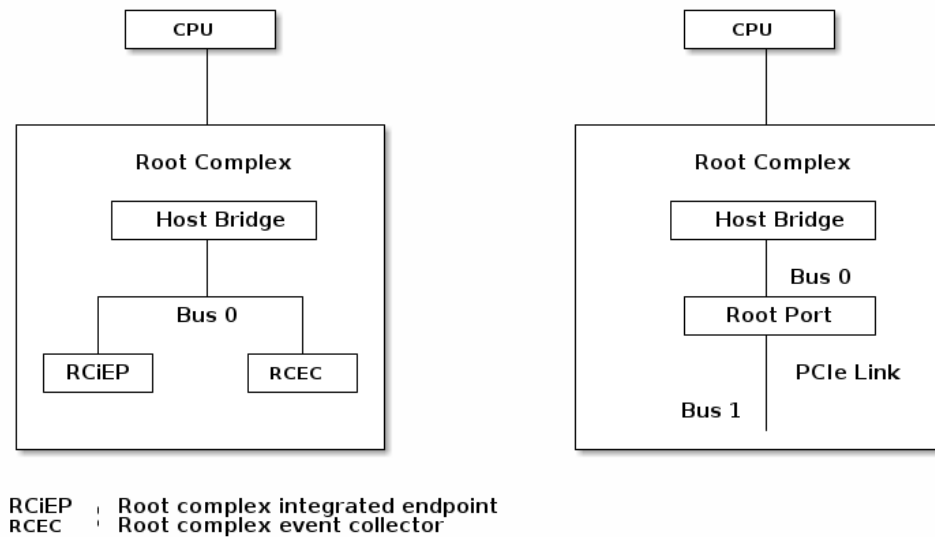 CPU
Root Complex
Host Bridge
Bus 0
RCiEP
RCEC
CPU
Root Complex
Host Bridge
Bus 0
Root Port
PCIe Link
Bus 1
RCiEP : Root complex integrated endpoint
RCEC : Root complex event collector